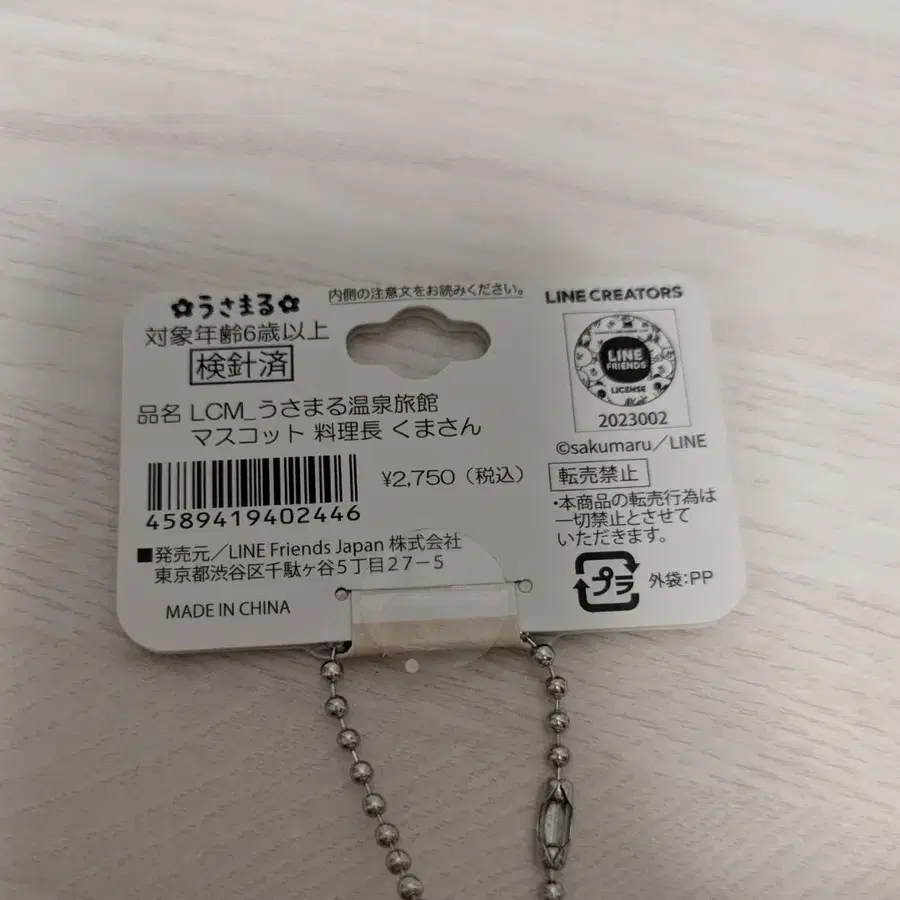 ✿うさまる✿
対象年齢6歳以上
検針済
内側の注意文をお読みください。
LINE CREATORS
LINE
FRIENDS
LICENSE
2023002
©sakumaru/LINE
品名 LCM_うさまる温泉旅館
マスコット 料理長 くまさん
¥2,750(税込)
4589419402446
転売禁止
・本商品の転売行為は
一切禁止とさせて
いただきます。
■発売元/LINE Friends Japan 株式会社
東京都渋谷区千駄ヶ谷5丁目27-5
MADE IN CHINA
プラ
外袋:PP